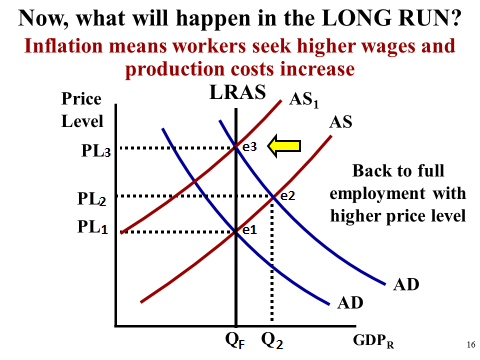 Now, what will happen in the LONG RUN?
Inflation means workers seek higher wages and
production costs increase
Price
Level
LRAS
AS1
AS
PL3
e3
Back to full
employment with
higher price level
PL2
e2
PL1
e1
AD
AD
QF
Q2
GDPR
16